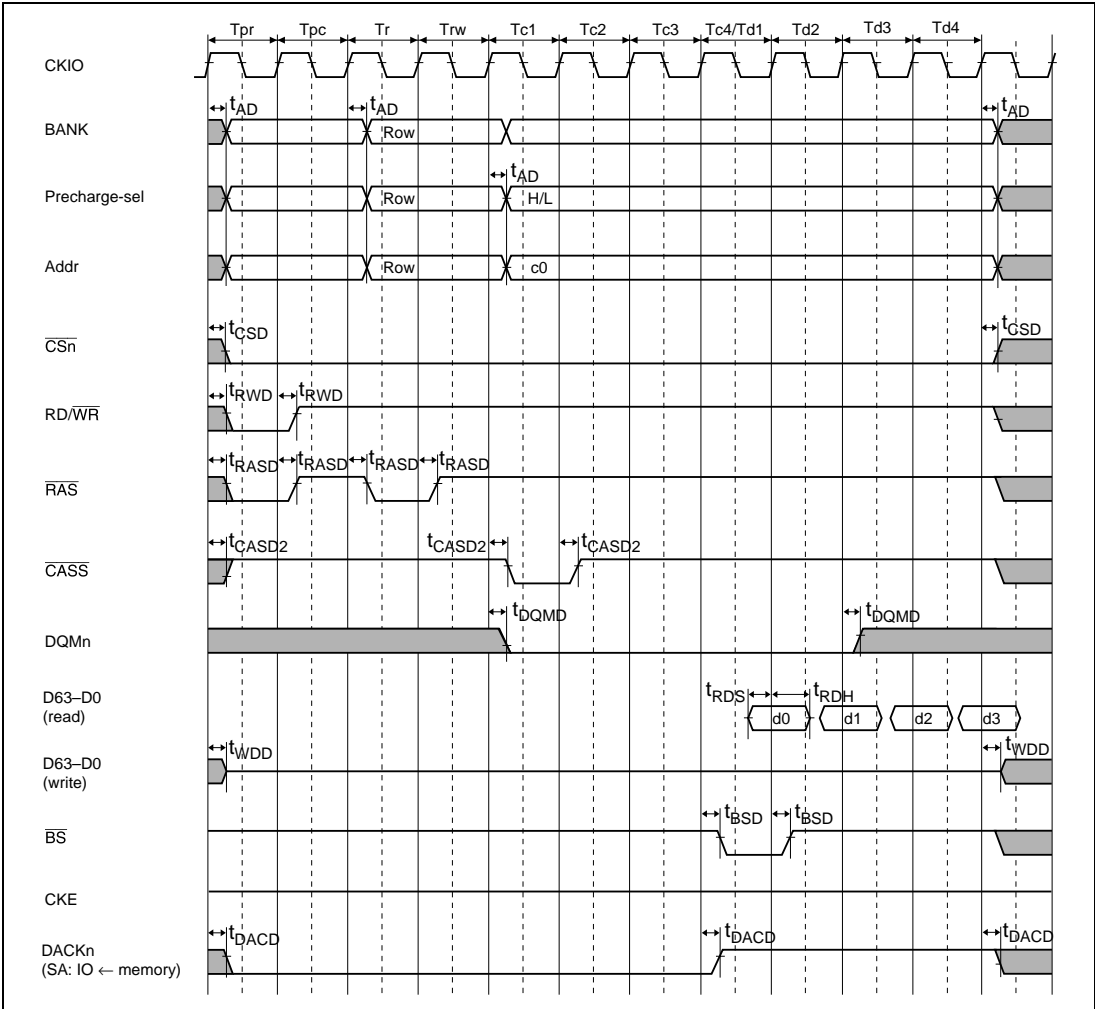 Tpr Tpc Tr Trw Tc1 Tc2 Tc3 Tc4/Td1 Td2 Td3 Td4
CKIO
tAD tAD tAD
BANK Row
tAD
Precharge-sel Row H/L
Addr Row c0
tCSD tCSD
CSn
tRWD tRWD
RD/WR
tRASD tRASD tRASD tRASD
RAS
tCASD2 tCASD2 tCASD2
CASS
tDQMD tDQMD
DQMn
tRDS tRDH
D63–D0
(read)
d0 d1 d2 d3
tWDD tWDD
D63–D0
(write)
tBSD tBSD
BS
CKE
tDACD tDACD tDACD
DACKn
(SA: IO ← memory)